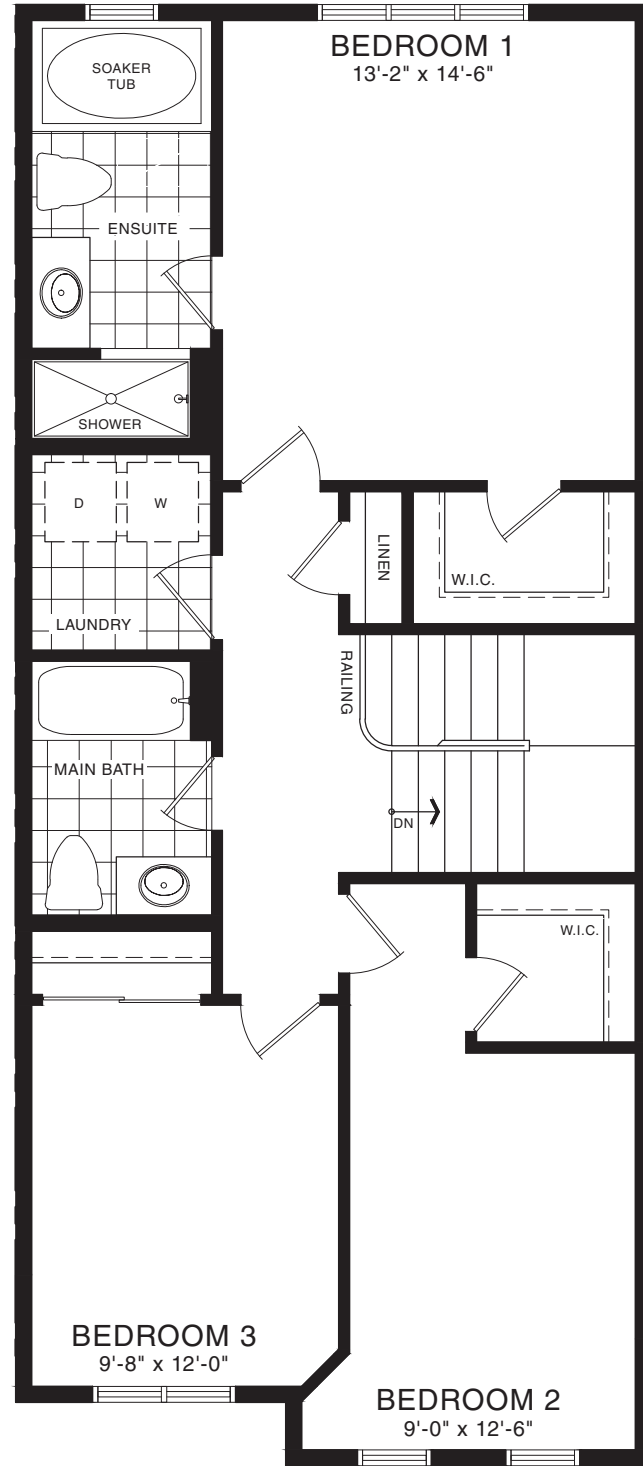 BEDROOM 1
13'-2" x 14'-6"
SOAKER
TUB
ENSUITE
SHOWER
D
W
LAUNDRY
LINEN
W.I.C.
RAILING
MAIN BATH
DN
W.I.C.
BEDROOM 3
9'-8" x 12'-0"
BEDROOM 2
9'-0" x 12'-6"